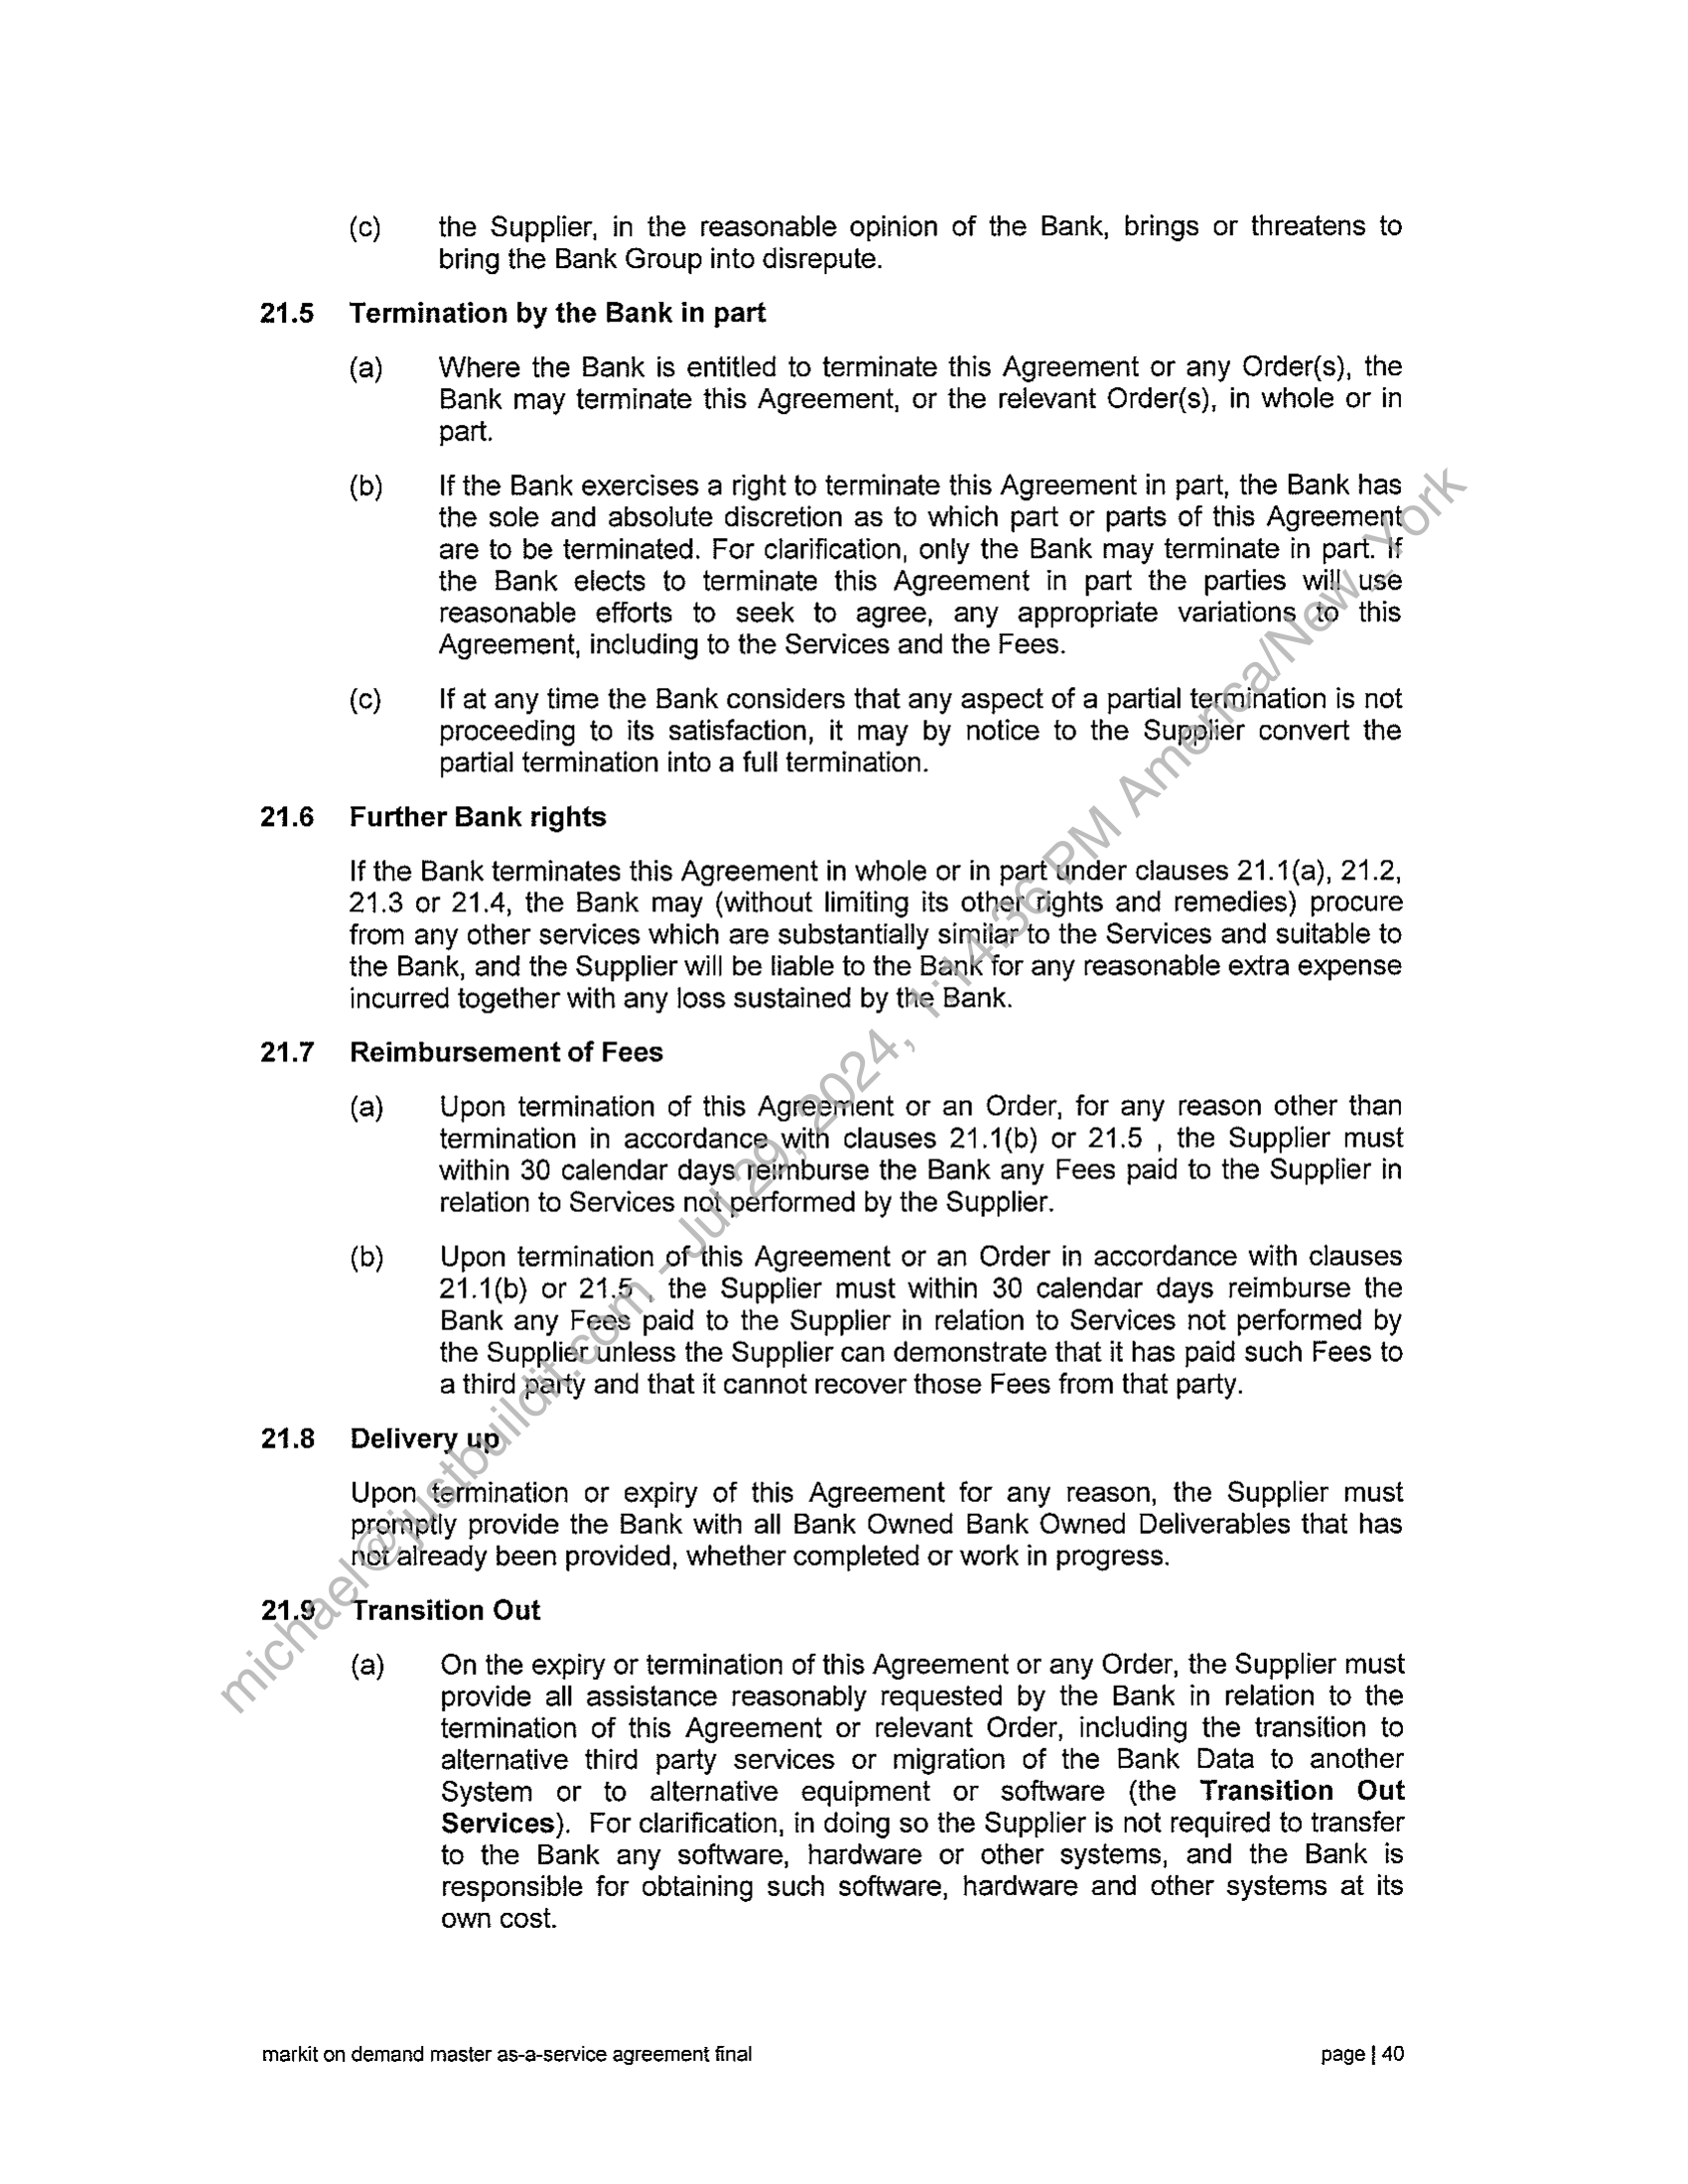 (c) the Supplier, in the reasonable opinion of the Bank, brings or threatens to
bring the Bank Group into disrepute.
21.5 Termination by the Bank in part
(a) Where the Bank is entitled to terminate this Agreement or any Order(s), the
Bank may terminate this Agreement, or the relevant Order(s), in whole or in
part.
(b) If the Bank exercises a right to terminate this Agreement in part, the Bank has
the sole and absolute discretion as to which part or parts of this Agreement
are to be terminated. For clarification, only the Bank may terminate in part. If
the Bank elects to terminate this Agreement in part the parties will use
reasonable efforts to seek to agree, any appropriate variations to this
Agreement, including to the Services and the Fees.
(c) If at any time the Bank considers that any aspect of a partial termination is not
proceeding to its satisfaction, it may by notice to the Supplier convert the
partial termination into a full termination.
21.6 Further Bank rights
If the Bank terminates this Agreement in whole or in part under clauses 21.1(a), 21.2,
21.3 or 21.4, the Bank may (without limiting its other rights and remedies) procure
from any other services which are substantially similar to the Services and suitable to
the Bank, and the Supplier will be liable to the Bank for any reasonable extra expense
incurred together with any loss sustained by the Bank.
21.7 Reimbursement of Fees
(a) Upon termination of this Agreement or an Order, for any reason other than
termination in accordance with clauses 21.1(b) or 21.5 , the Supplier must
within 30 calendar days reimburse the Bank any Fees paid to the Supplier in
relation to Services not performed by the Supplier.
(b) Upon termination of this Agreement or an Order in accordance with clauses
21.1(b) or 21.5 , the Supplier must within 30 calendar days reimburse the
Bank any Fees paid to the Supplier in relation to Services not performed by
the Supplier unless the Supplier can demonstrate that it has paid such Fees to
a third party and that it cannot recover those Fees from that party.
21.8 Delivery up
Upon termination or expiry of this Agreement for any reason, the Supplier must
promptly provide the Bank with all Bank Owned Bank Owned Deliverables that has
not already been provided, whether completed or work in progress.
21.9 Transition Out
(a) On the expiry or termination of this Agreement or any Order, the Supplier must
provide all assistance reasonably requested by the Bank in relation to the
termination of this Agreement or relevant Order, including the transition to
alternative third party services or migration of the Bank Data to another
System or to alternative equipment or software (the Transition Out
Services). For clarification, in doing so the Supplier is not required to transfer
to the Bank any software, hardware or other systems, and the Bank is
responsible for obtaining such software, hardware and other systems at its
own cost.
markit on demand master as-a-service agreement final page | 40
michael@justbuildit.com - Jul 29, 2024, 1:14:36 PM America/New_York